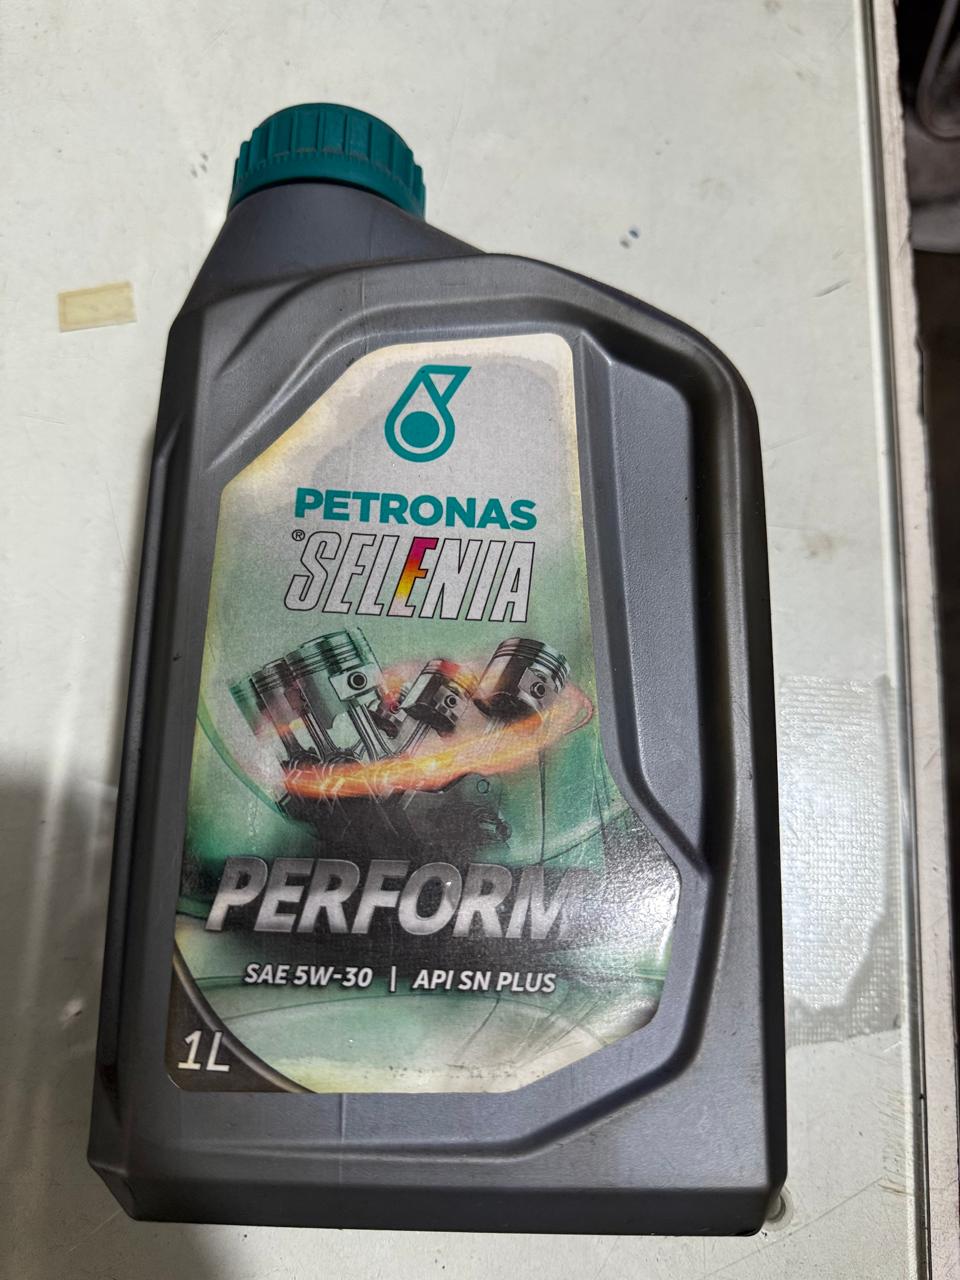 PETRONAS
®SELENIA
PERFORM
SAE 5W-30 | API SN PLUS
1L